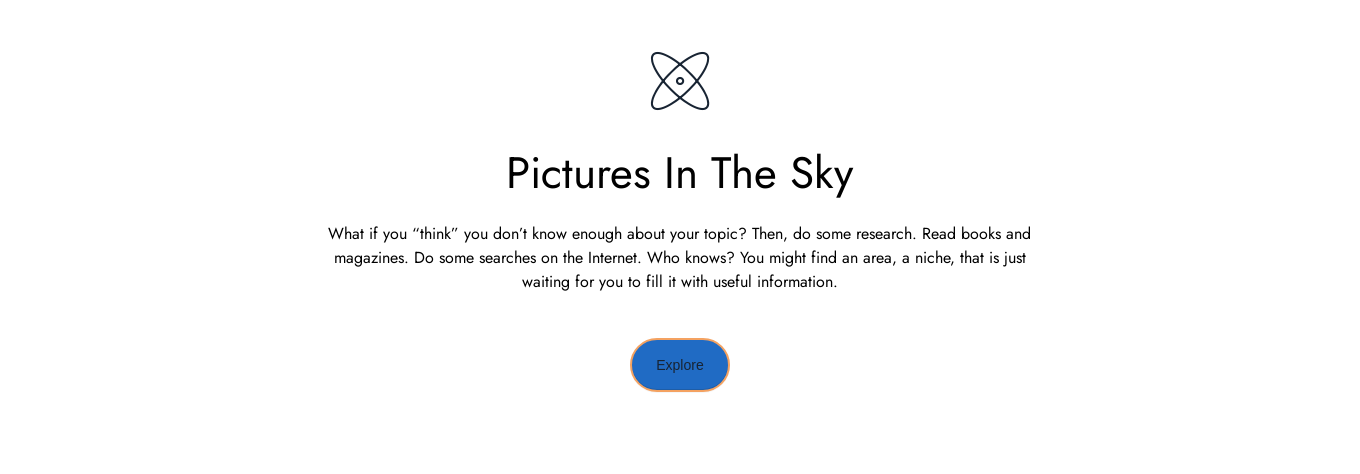 Pictures In The Sky
What if you “think” you don’t know enough about your topic? Then, do some research. Read books and
magazines. Do some searches on the Internet. Who knows? You might find an area, a niche, that is just
waiting for you to fill it with useful information.
Explore